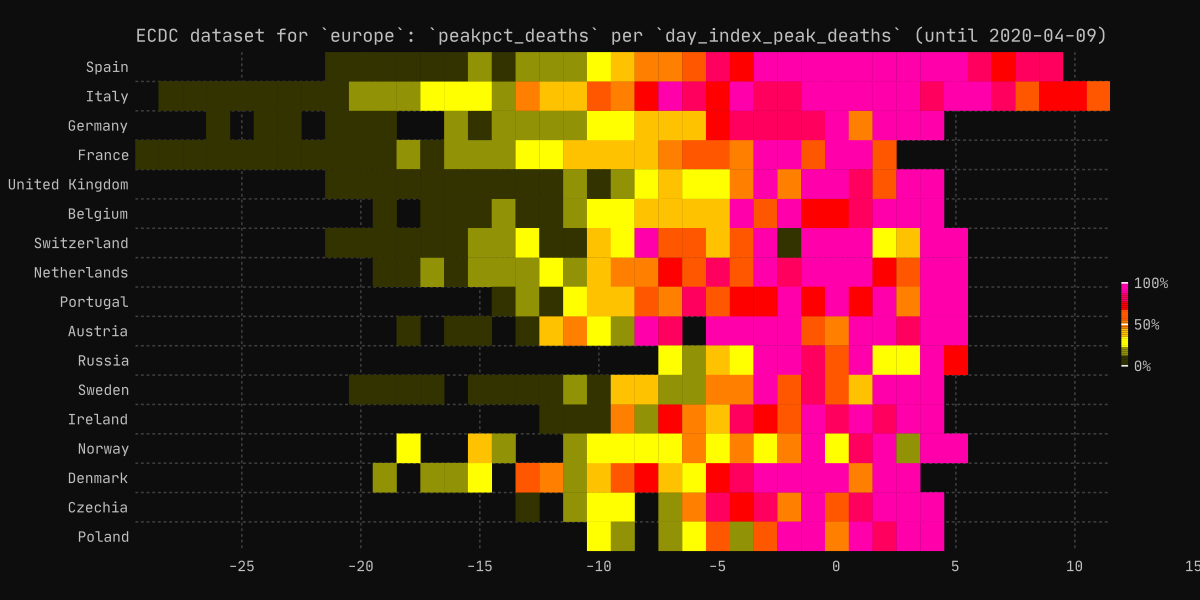 ECDC dataset for `europe`: `peakpct_deaths` per `day_index_peak_deaths` (until 2020-04-09)
Spain
Italy
Germany
France
United Kingdom
Belgium
Switzerland
Netherlands
Portugal
Austria
Russia
Sweden
Ireland
Norway
Denmark
Czechia
Poland
100%
50%
0%
-25 -20 -15 -10 -5 0 5 10 15